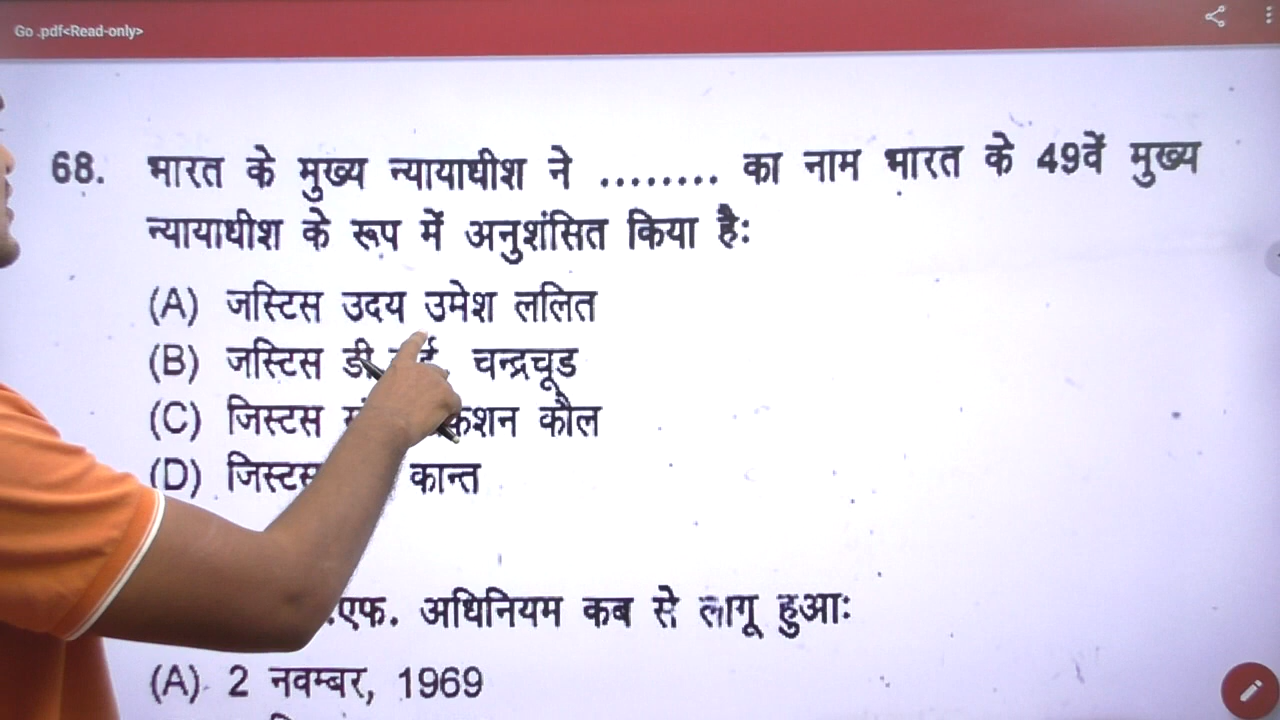 Go .pdf<Read-only>
68. भारत के मुख्य न्यायाधीश ने ........ का नाम भारत के 49वें मुख्य
न्यायाधीश के रूप में अनुशंसित किया हैः
(A) जस्टिस उदय उमेश ललित
(B) जस्टिस डी चन्द्रचूड
(C) जिस्टस कौल
(D) जिस्टस कान्त
.एफ. अधिनियम कब से लागू हुआः
(A) 2 नवम्बर, 1969